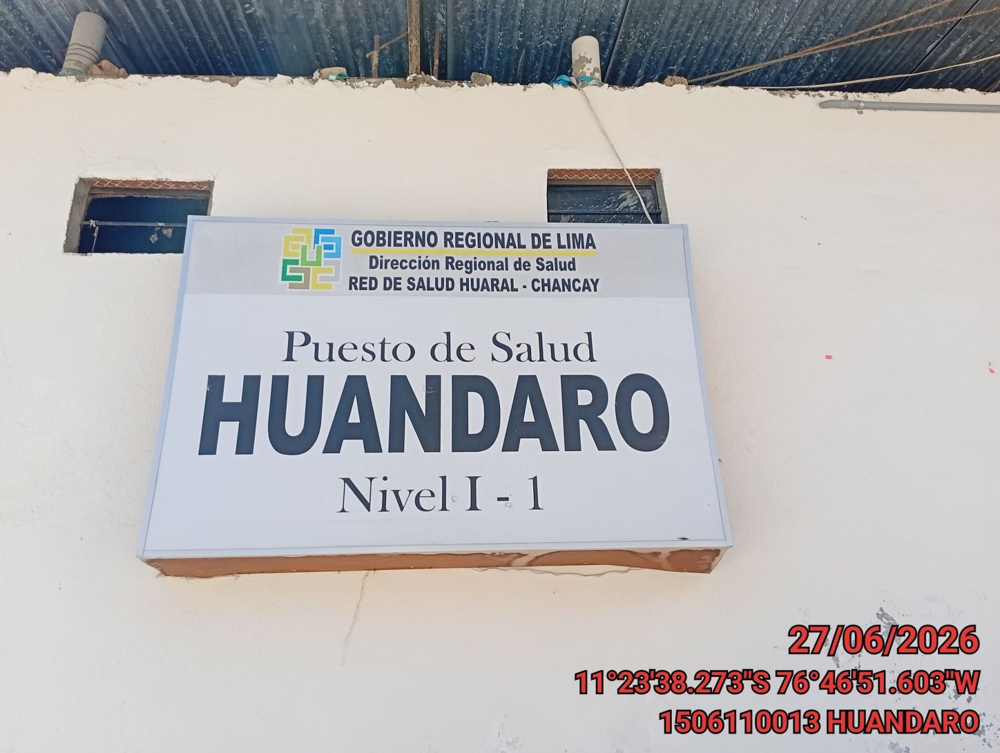 GOBIERNO REGIONAL DE LIMA
Dirección Regional de Salud
RED DE SALUD HUARAL - CHANCAY
Puesto de Salud
HUANDARO
Nivel I - 1
27/06/2026
11°23'38.273"S 76°46'51.603"W
1506110013 HUANDARO